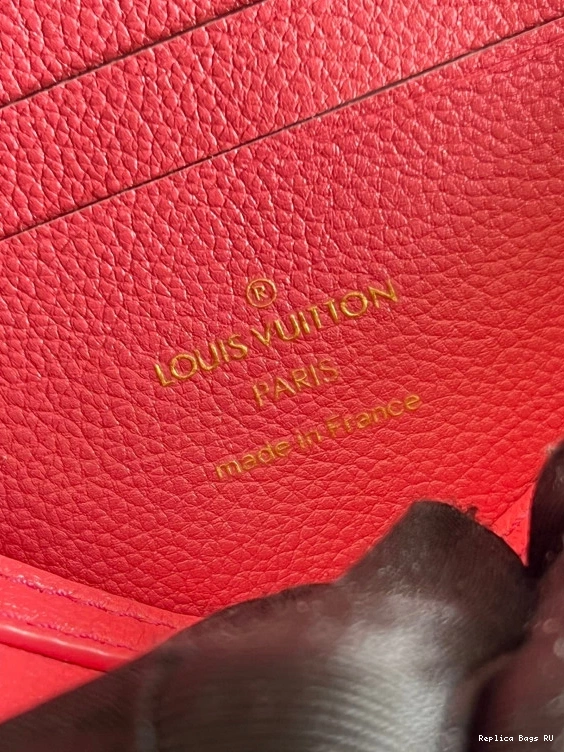 ®
LOUIS VUITTON
PARIS
made in France
Replica Bags RU